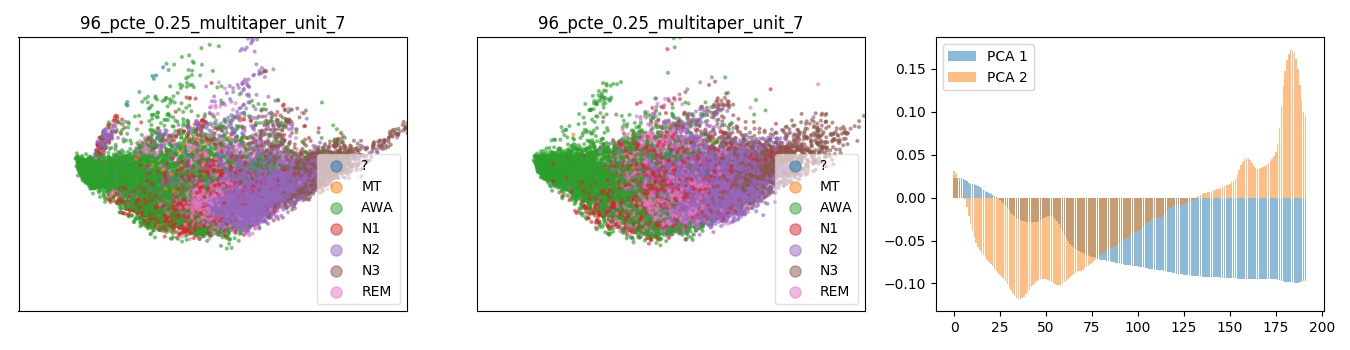 96_pcte_0.25_multitaper_unit_7
?
MT
AWA
N1
N2
N3
REM
96_pcte_0.25_multitaper_unit_7
?
MT
AWA
N1
N2
N3
REM
PCA 1
PCA 2
0.15
0.10
0.05
0.00
−0.05
−0.10
0 25 50 75 100 125 150 175 200